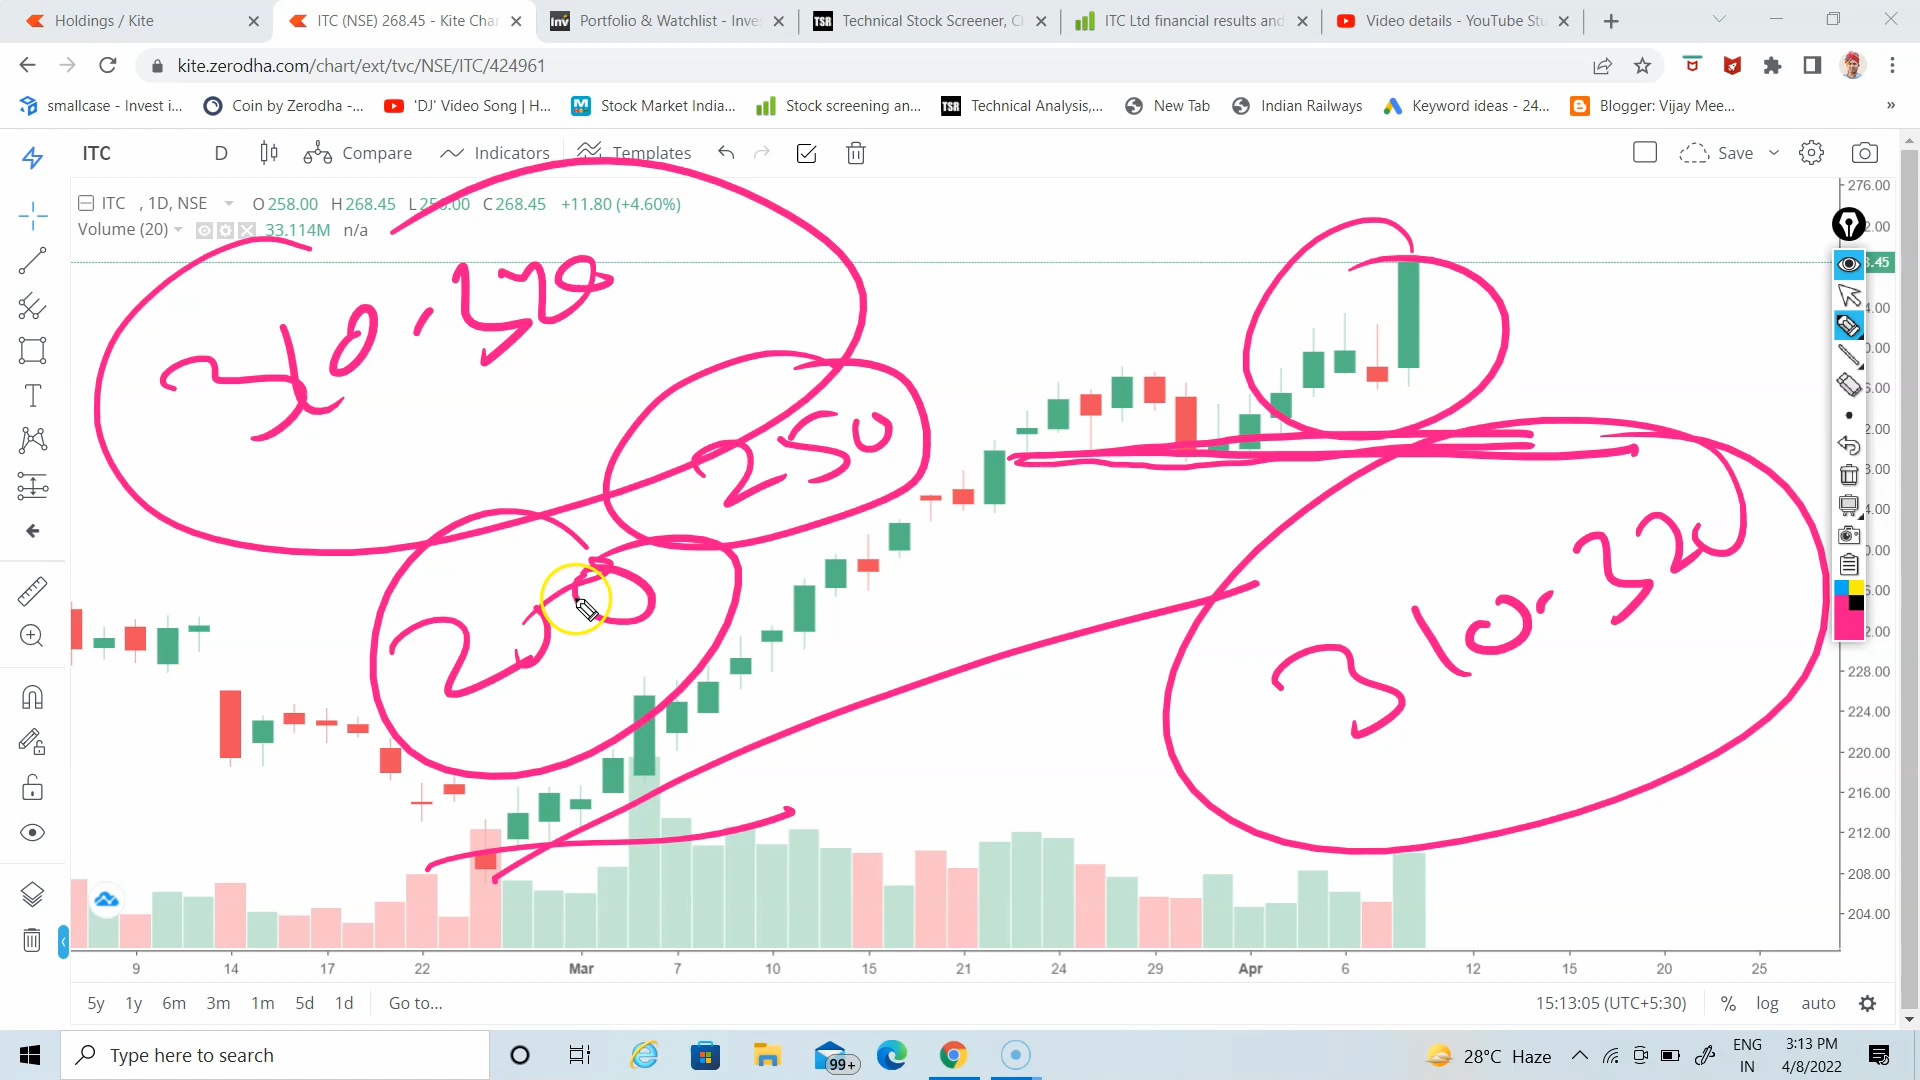 Holdings / Kite
ITC (NSE) 268.45 - Kite Char
Portfolio & Watchlist - Inves
Technical Stock Screener, Ch
ITC Ltd financial results and
Video details - YouTube Stu
kite.zerodha.com/chart/ext/tvc/NSE/ITC/424961
smallcase - Invest i...
Coin by Zerodha -...
'DJ' Video Song | H...
Stock Market India...
Stock screening an...
Technical Analysis,...
New Tab
Indian Railways
Keyword ideas - 24...
Blogger: Vijay Mee...
»
ITC D Compare Indicators Templates Save
ITC , 1D, NSE O 258.00 H 268.45 C 268.45 +11.80 (+4.60%)
Volume (20) 33.114M n/a
276.00
310-320
250
200
310-320
228.00
224.00
220.00
216.00
212.00
208.00
204.00
9 14 17 22 Mar 7 10 15 21 24 29 Apr 6 12 15 20 25
5y 1y 6m 3m 1m 5d 1d Go to...
15:13:05 (UTC+5:30) % log auto
Type here to search
99+
28°C Haze
ENG
IN
3:13 PM
4/8/2022